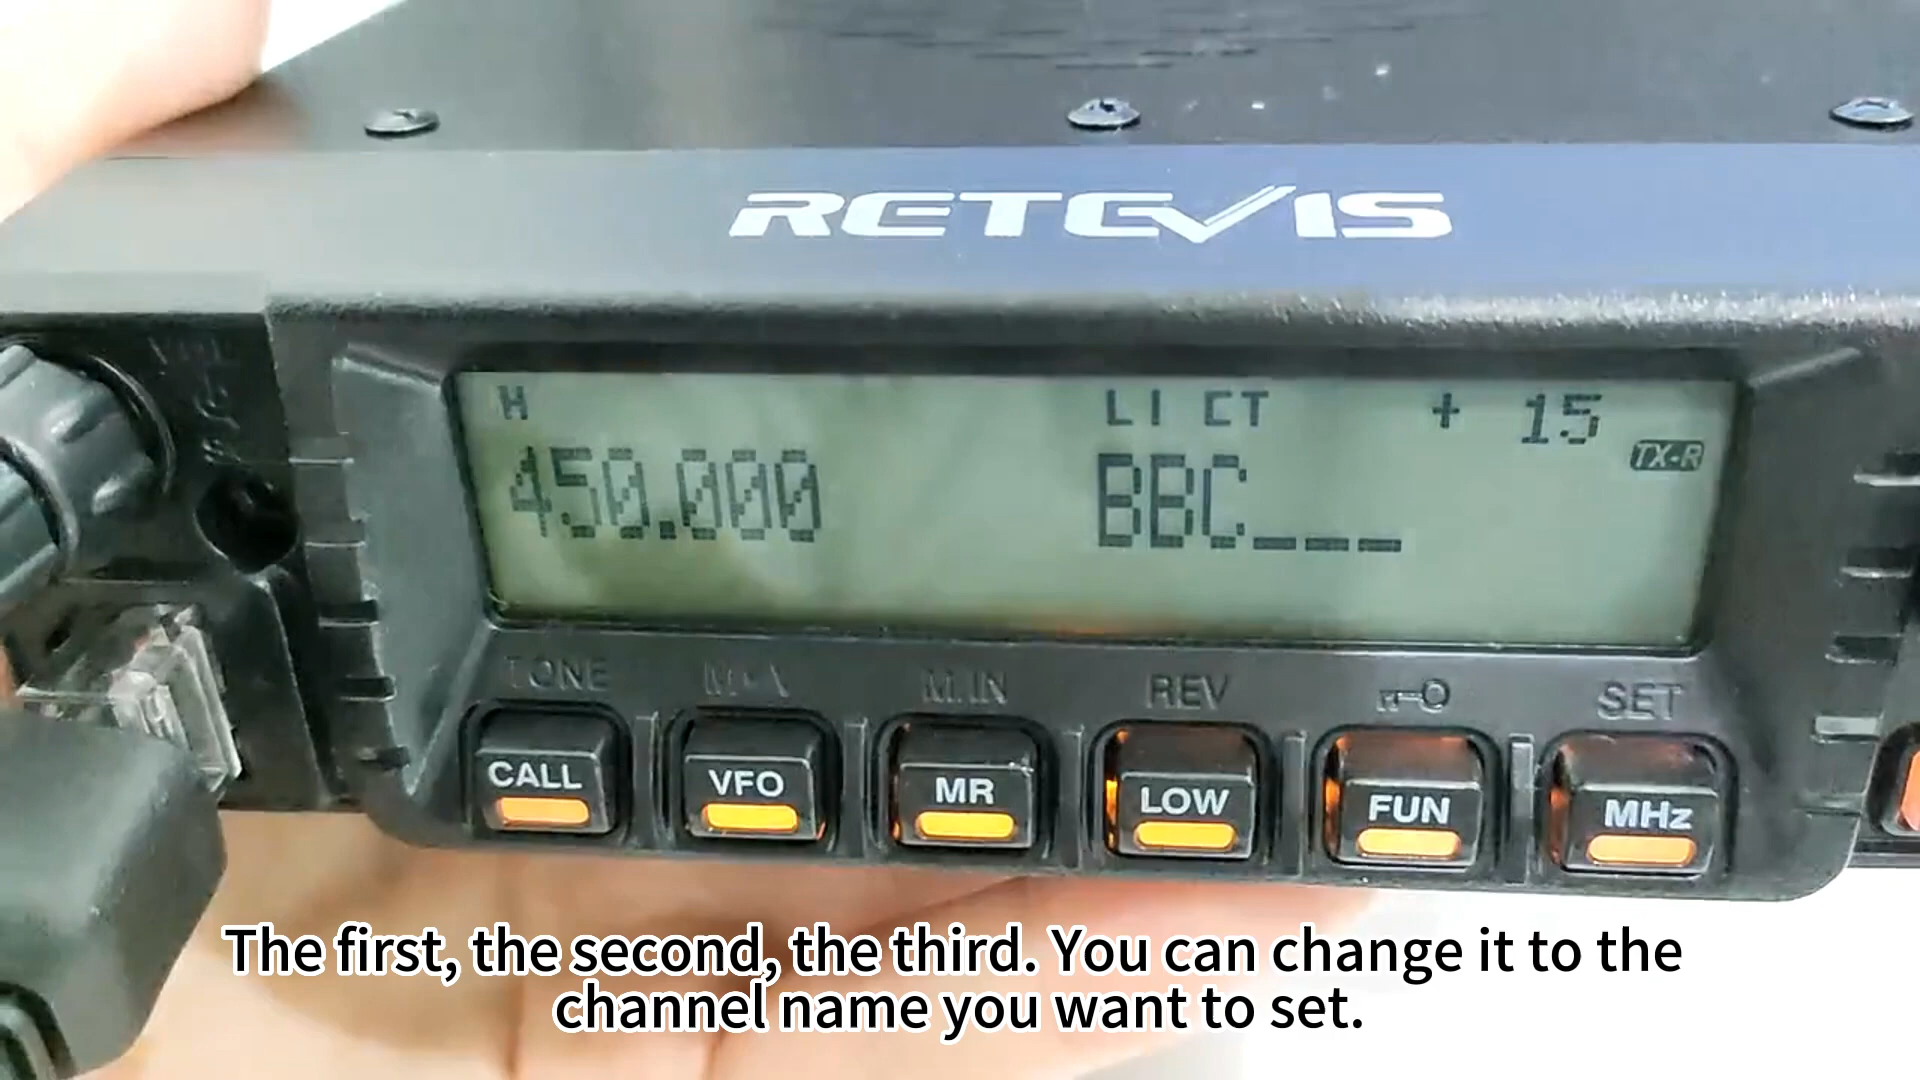 RETEVIS
H LI CT + 15
TX-R
450.000 BBC___
TONE M.IN REV SET
CALL VFO MR LOW FUN MHz
The first, the second, the third. You can change it to the
channel name you want to set.